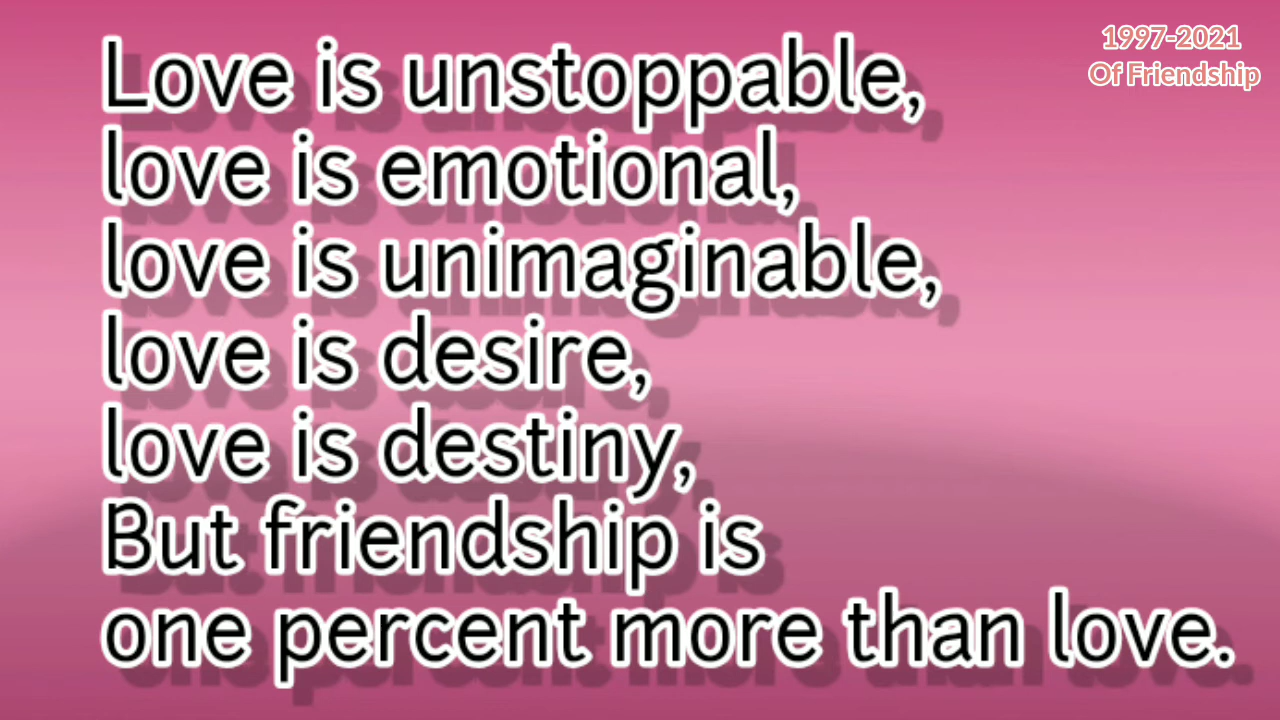 Love is unstoppable,
love is emotional,
love is unimaginable,
love is desire,
love is destiny,
But friendship is
one percent more than love.
1997-2021
Of Friendship